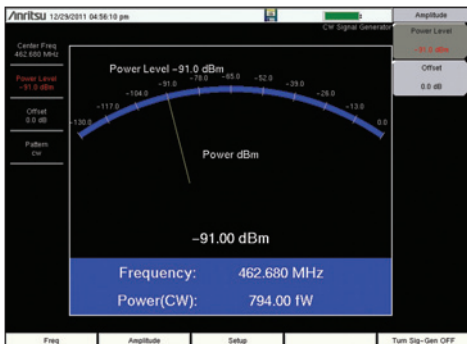 Anritsu 12/29/2011 04:56:10 pm
CW Signal Generator
Amplitude
Center Freq
462.680 MHz
Power Level
-91.0 dBm
Offset
0.0 dB
Pattern
CW
Power Level -91.0 dBm
-130.0 -117.0 -104.0 -91.0 -78.0 -65.0 -52.0 -39.0 -26.0 -13.0 0.0
Power dBm
-91.00 dBm
Frequency: 462.680 MHz
Power(CW): 794.00 fW
Power Level
-91.0 dBm
Offset
0.0 dB
Freq Amplitude Setup Turn Sig-Gen OFF